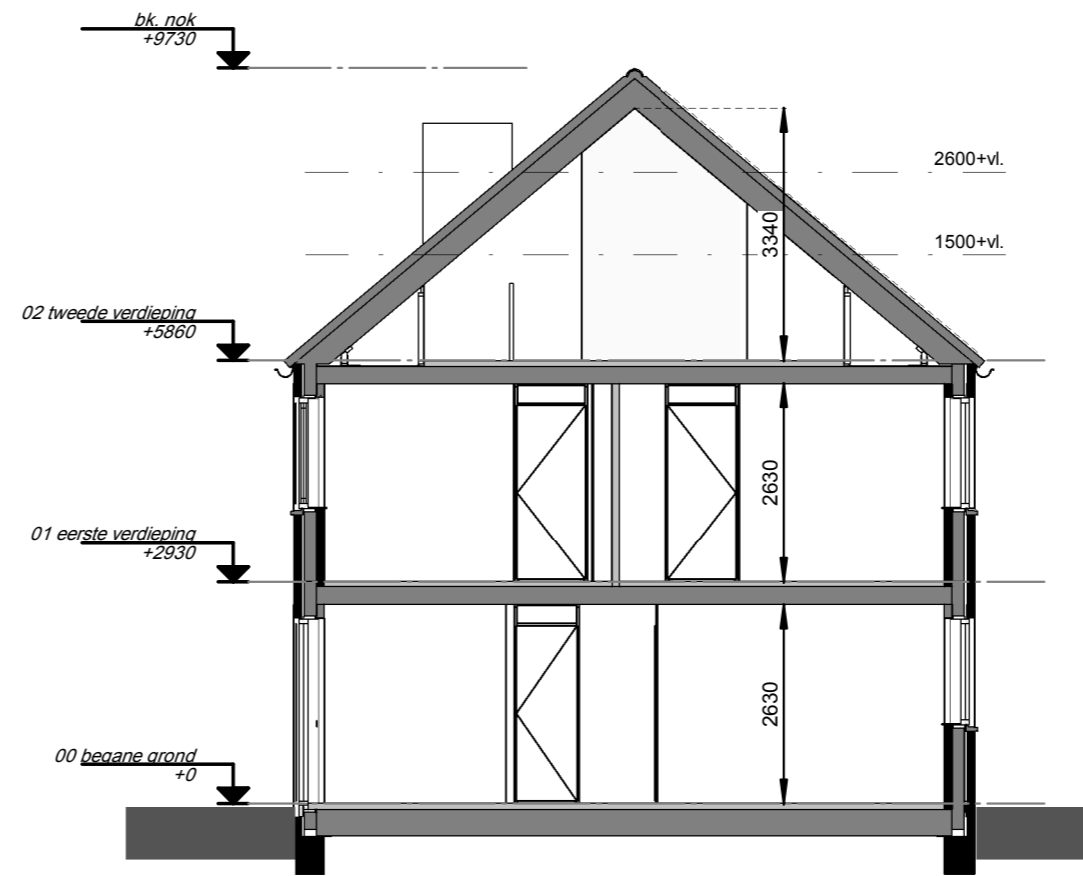 bk. nok
+9730
2600+vl.
3340
1500+vl.
02 tweede verdieping
+5860
2630
01 eerste verdieping
+2930
2630
00 begane grond
+0